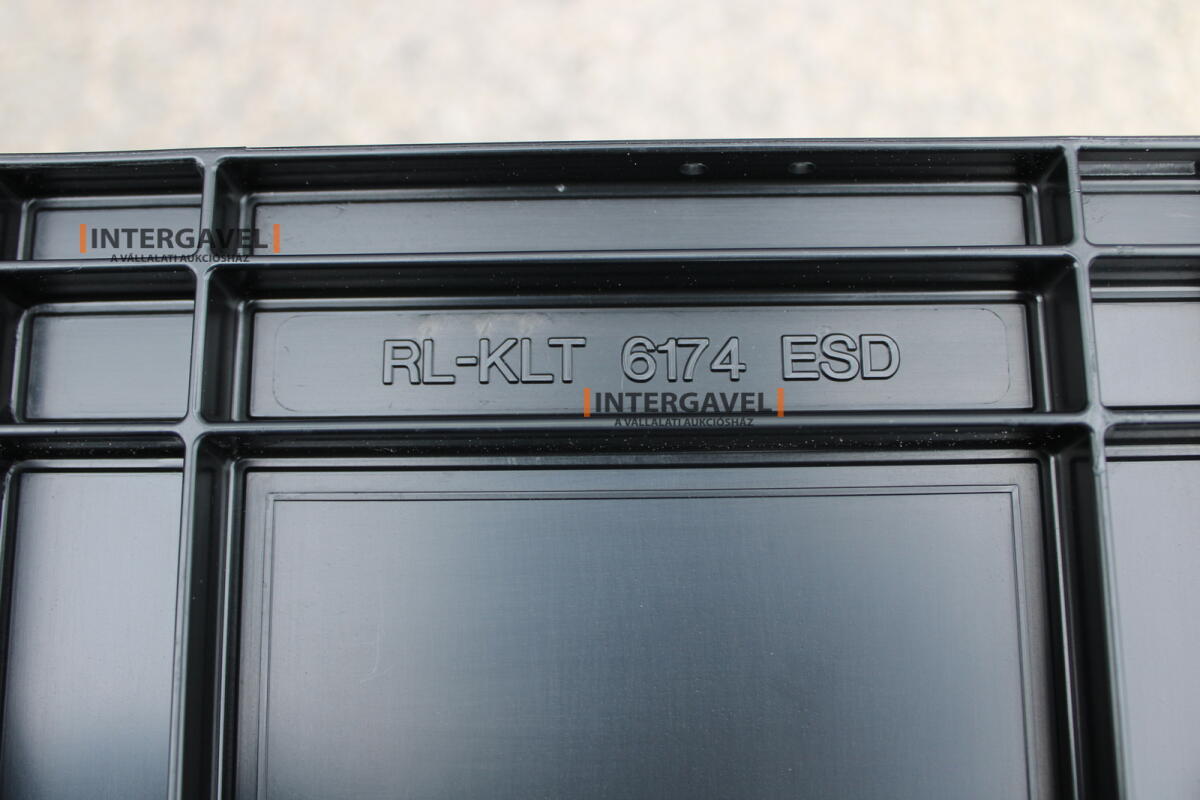 INTERGAVEL
A VÁLLALATI AUKCIÓSHÁZ
RL-KLT 6174 ESD
INTERGAVEL
A VÁLLALATI AUKCIÓSHÁZ